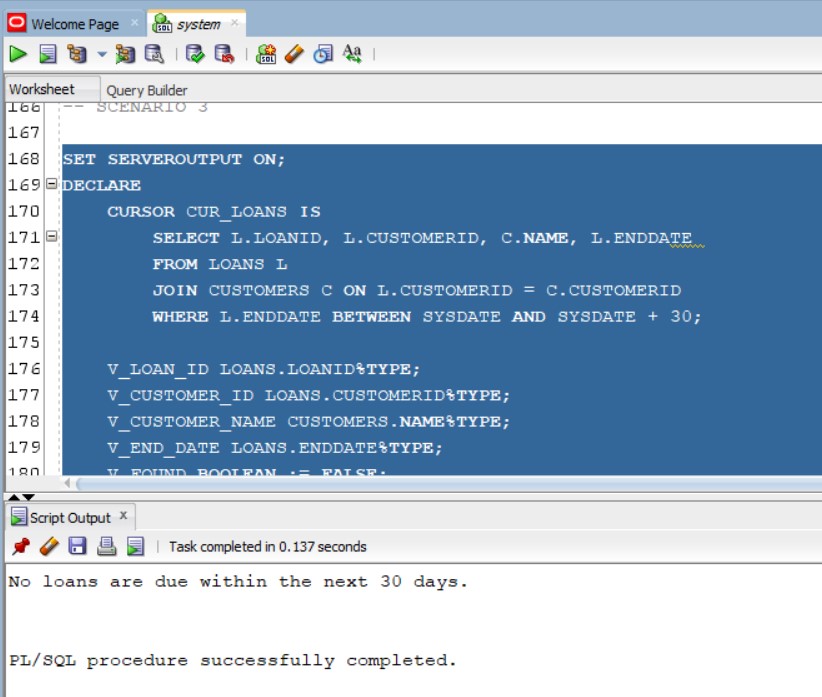 Welcome Page × system ×
Worksheet Query Builder
166 -- SCENARIO 3
167
168 SET SERVEROUTPUT ON;
169 DECLARE
170 CURSOR CUR_LOANS IS
171 SELECT L.LOANID, L.CUSTOMERID, C.NAME, L.ENDDATE
172 FROM LOANS L
173 JOIN CUSTOMERS C ON L.CUSTOMERID = C.CUSTOMERID
174 WHERE L.ENDDATE BETWEEN SYSDATE AND SYSDATE + 30;
175
176 V_LOAN_ID LOANS.LOANID%TYPE;
177 V_CUSTOMER_ID LOANS.CUSTOMERID%TYPE;
178 V_CUSTOMER_NAME CUSTOMERS.NAME%TYPE;
179 V_END_DATE LOANS.ENDDATE%TYPE;
180 V_FOUND BOOLEAN := FALSE;
Script Output ×
Task completed in 0.137 seconds
No loans are due within the next 30 days.
PL/SQL procedure successfully completed.